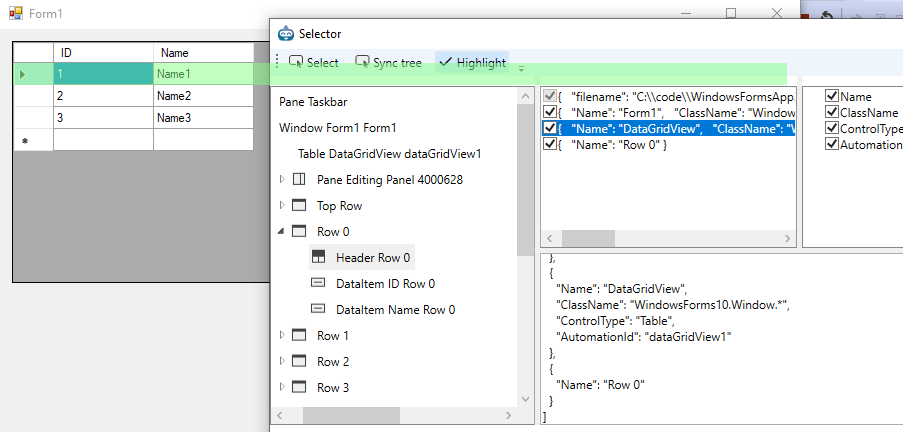 Form1
ID Name
1 Name1
2 Name2
3 Name3
Selector
Select Sync tree Highlight
Pane Taskbar
Window Form1 Form1
Table DataGridView dataGridView1
Pane Editing Panel 4000628
Top Row
Row 0
Header Row 0
DataItem ID Row 0
DataItem Name Row 0
Row 1
Row 2
Row 3
{ "filename": "C:\\code\\WindowsFormsApp.
{ "Name": "Form1", "ClassName": "Window
{ "Name": "DataGridView", "ClassName": "\
{ "Name": "Row 0" }
Name
ClassName
ControlType
Automation
},
{
"Name": "DataGridView",
"ClassName": "WindowsForms10.Window.*",
"ControlType": "Table",
"AutomationId": "dataGridView1"
},
{
"Name": "Row 0"
}
]